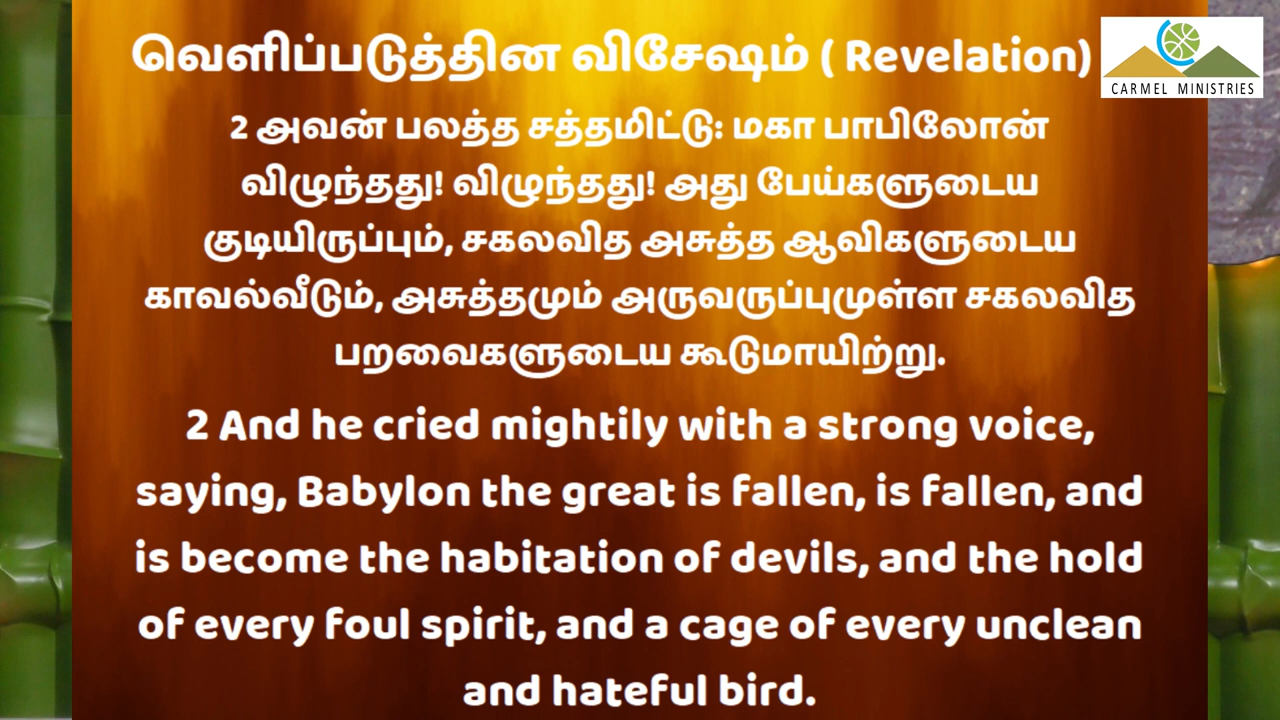 வெளிப்படுத்தின விசேஷம் ( Revelation)
CARMEL MINISTRIES
2 அவன் பலத்த சத்தமிட்டு: மகா பாபிலோன்
விழுந்தது! விழுந்தது! அது பேய்களுடைய
குடியிருப்பும், சகலவித அசுத்த ஆவிகளுடைய
காவல்வீடும், அசுத்தமும் அருவருப்புமுள்ள சகலவித
பறவைகளுடைய கூடுமாயிற்று.
2 And he cried mightily with a strong voice,
saying, Babylon the great is fallen, is fallen, and
is become the habitation of devils, and the hold
of every foul spirit, and a cage of every unclean
and hateful bird.